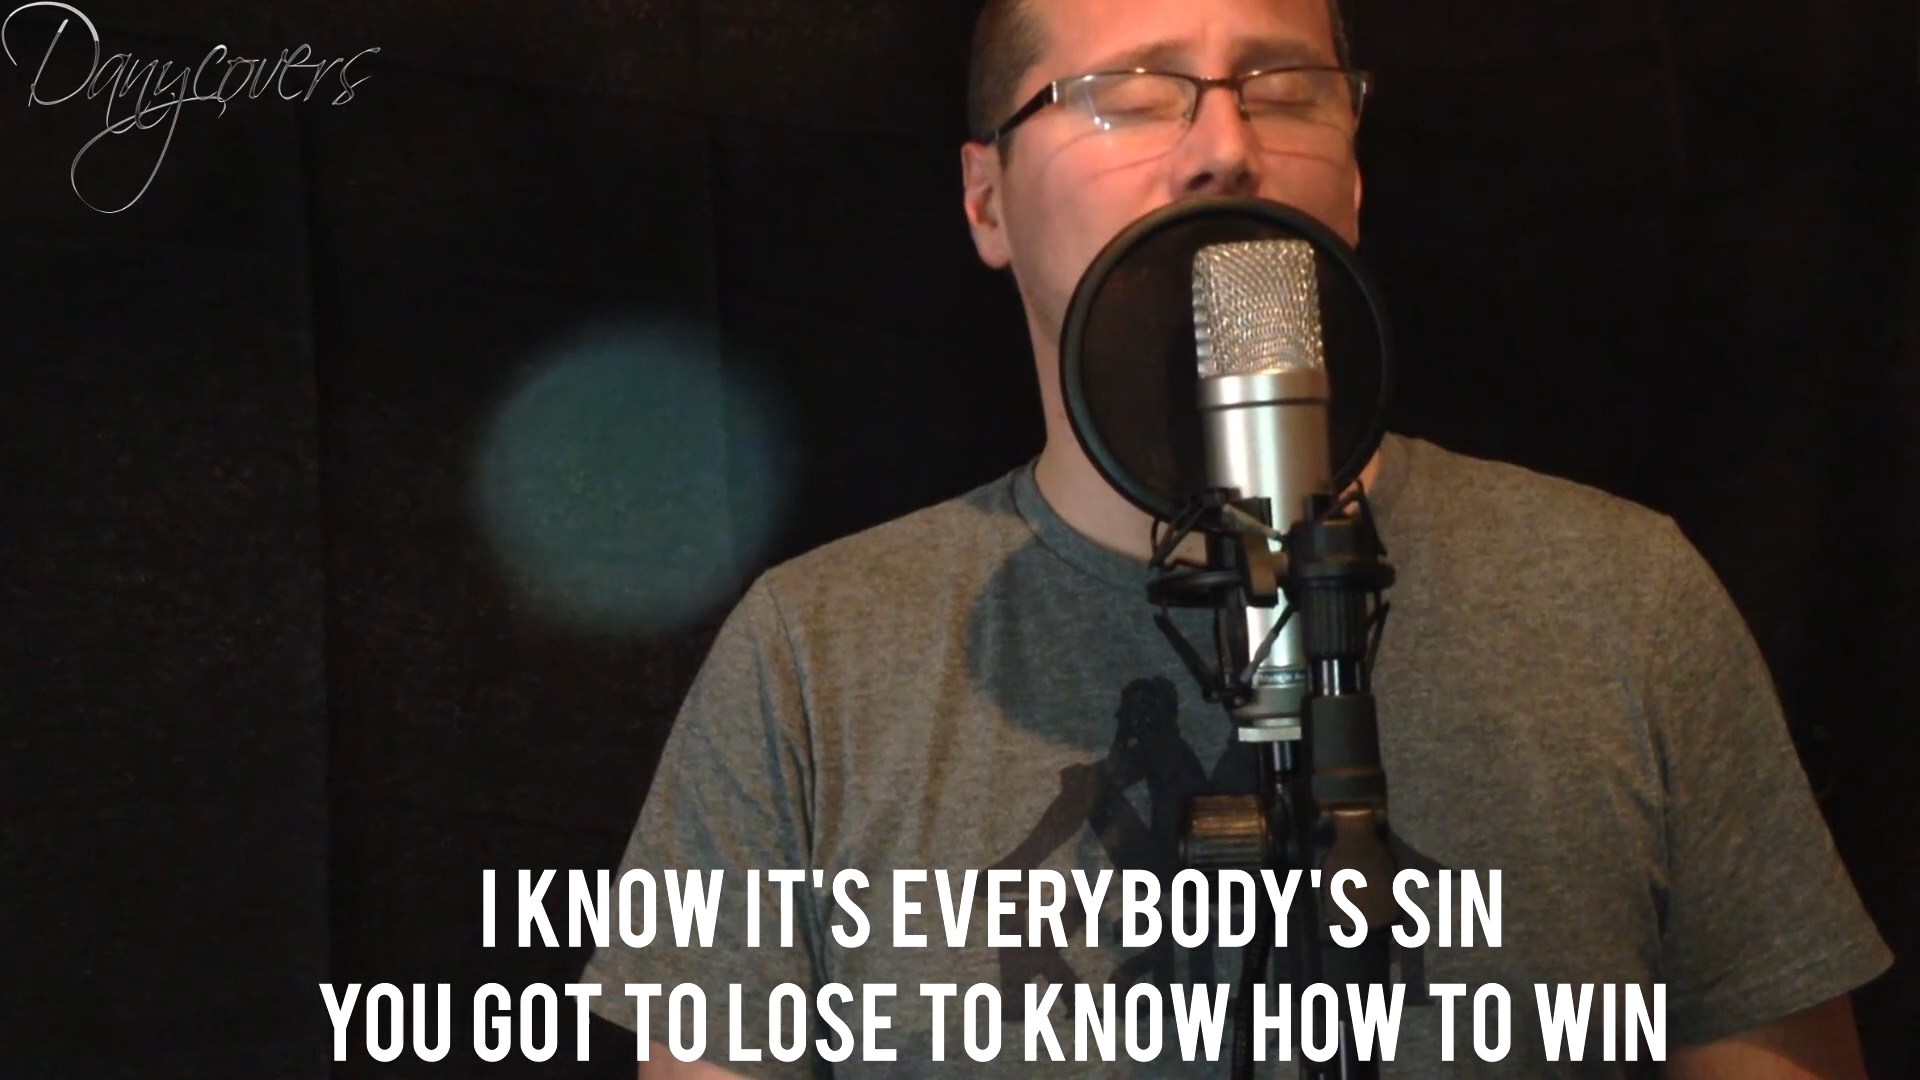 Danycovers
I KNOW IT'S EVERYBODY'S SIN
YOU GOT TO LOSE TO KNOW HOW TO WIN